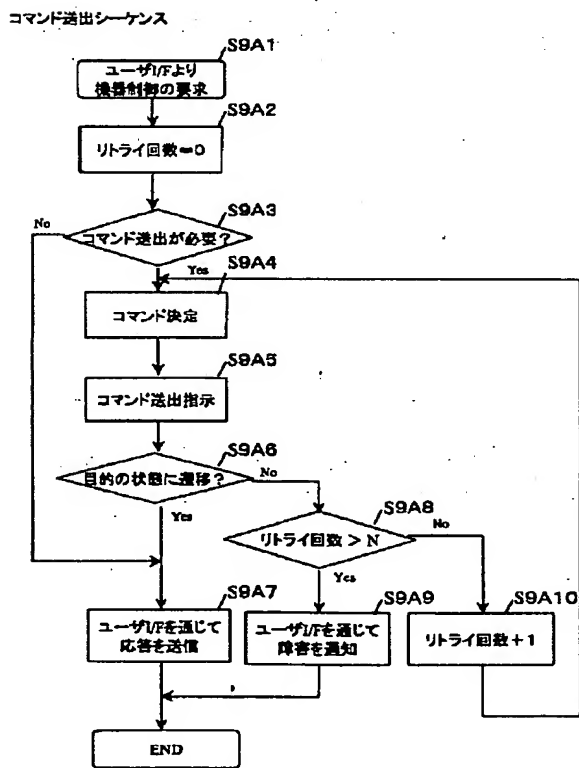 コマンド送出シーケンス
S9A1
ユーザI/Fより
機器制御の要求
S9A2
リトライ回数=0
S9A3
No
コマンド送出が必要?
Yes
S9A4
コマンド決定
S9A5
コマンド送出指示
S9A6
目的の状態に遷移?
No
Yes
S9A8
リトライ回数 > N
No
Yes
S9A7
ユーザI/Fを通じて
応答を送信
S9A9
ユーザI/Fを通じて
障害を通知
S9A10
リトライ回数+1
END